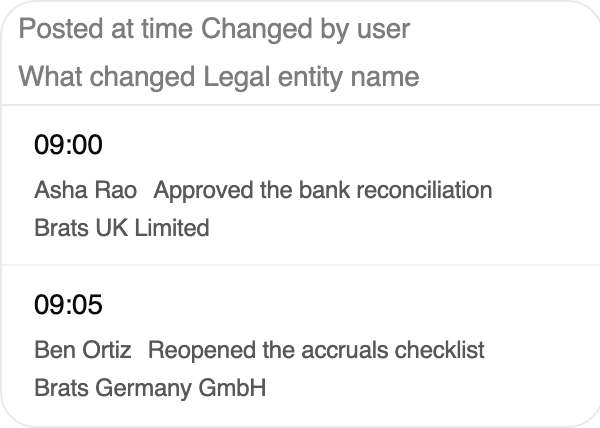 Posted at time Changed by user
What changed Legal entity name
09:00
Asha Rao Approved the bank reconciliation
Brats UK Limited
09:05
Ben Ortiz Reopened the accruals checklist
Brats Germany GmbH